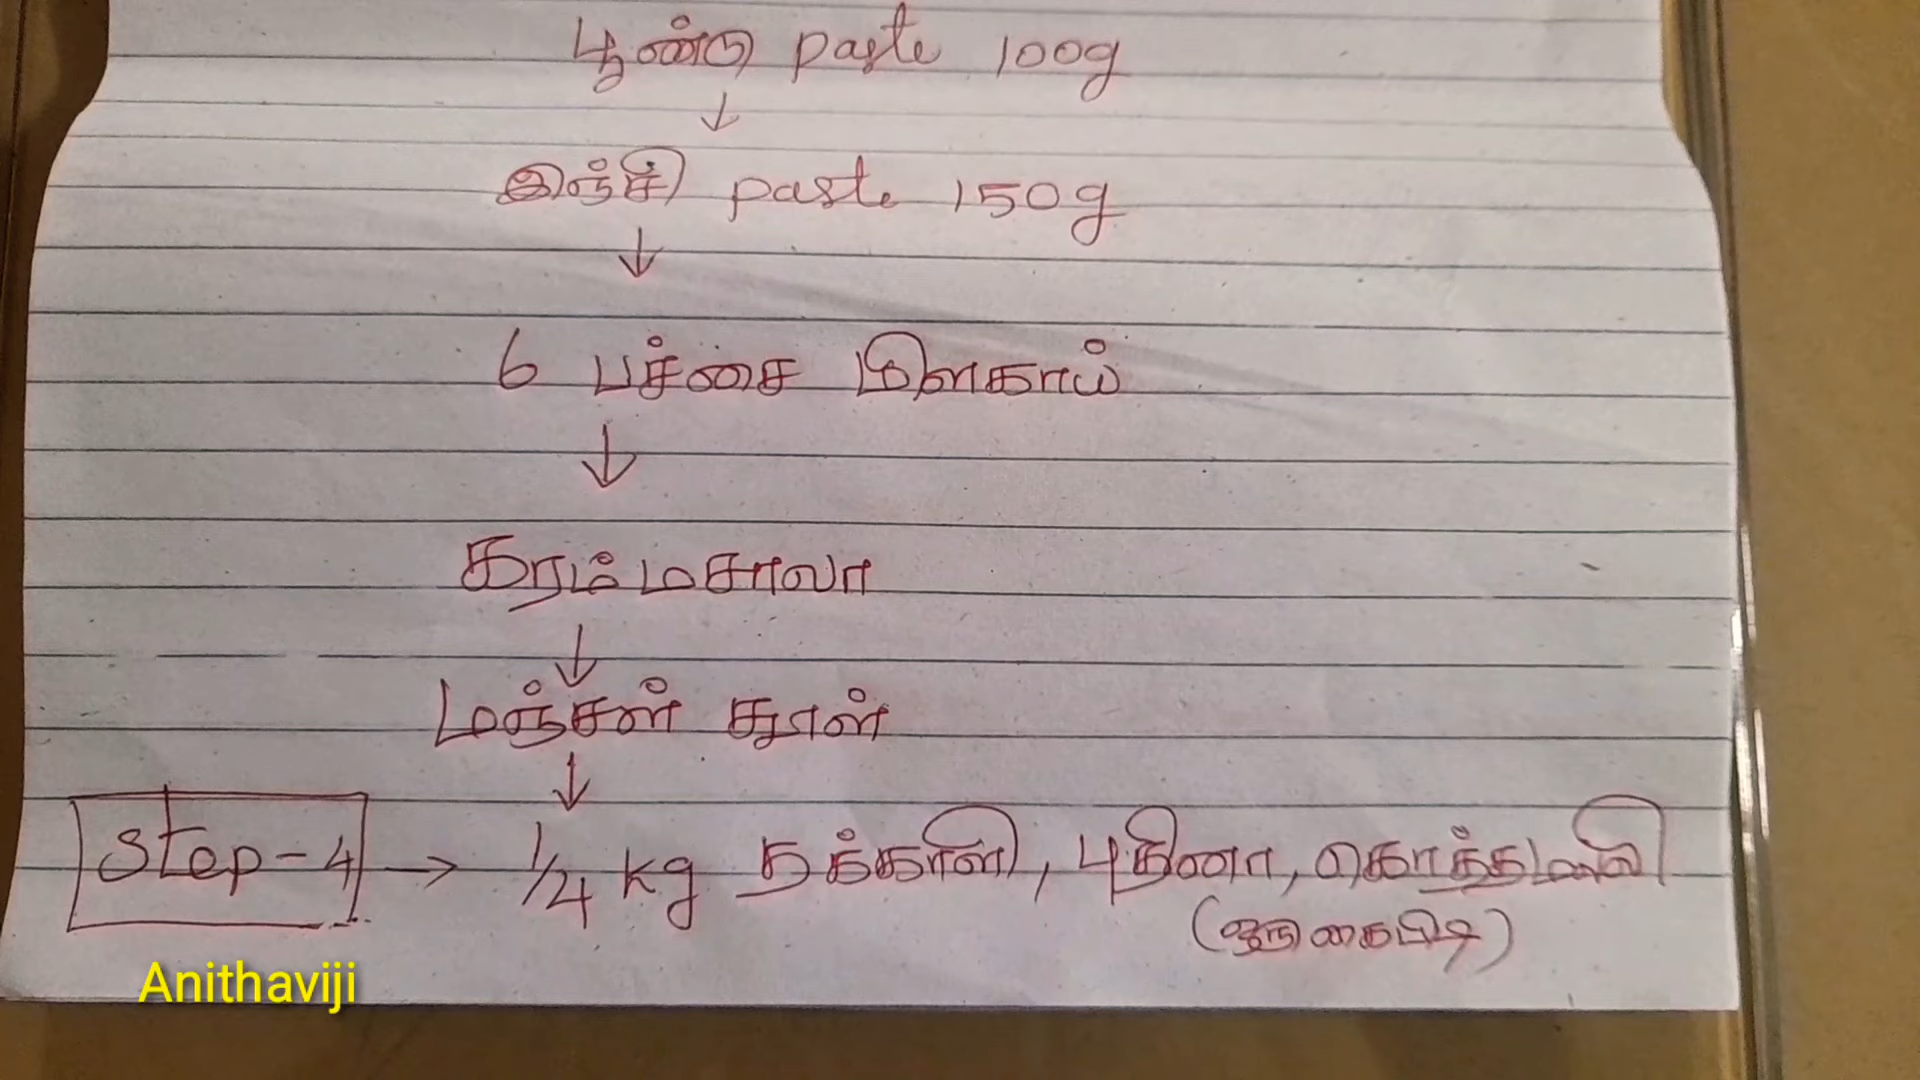 பூண்டு paste 100g
↓
இஞ்சி paste 150g
↓
6 பச்சை மிளகாய்
↓
கரம் மசாலா
↓
மஞ்சள் தூள்
↓
Step-4 → 1/4 kg தக்காளி, புதினா, கொத்தமல்லி
(ஒரு கைபிடி)
Anithaviji